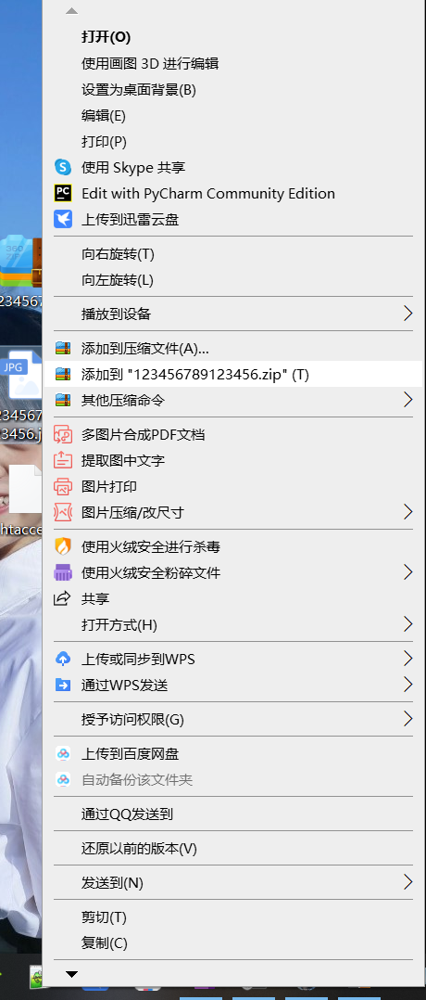 打开(O)
使用画图 3D 进行编辑
设置为桌面背景(B)
编辑(E)
打印(P)
使用 Skype 共享
PC
Edit with PyCharm Community Edition
上传到迅雷云盘
向右旋转(T)
向左旋转(L)
360
234567
播放到设备
添加到压缩文件(A)...
JPG
添加到 "123456789123456.zip" (T)
其他压缩命令
234567
3456.j
多图片合成PDF文档
提取图中文字
图片打印
图片压缩/改尺寸
htacce
使用火绒安全进行杀毒
使用火绒安全粉碎文件
共享
打开方式(H)
上传或同步到WPS
通过WPS发送
授予访问权限(G)
上传到百度网盘
自动备份该文件夹
通过QQ发送到
还原以前的版本(V)
发送到(N)
剪切(T)
复制(C)